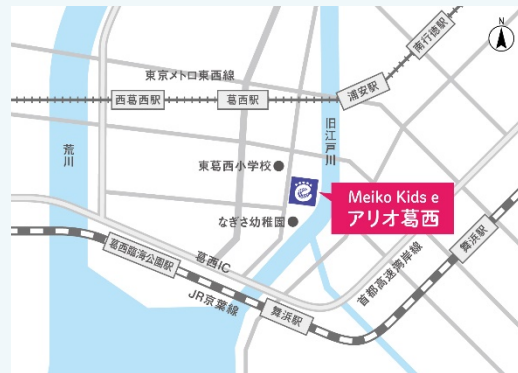 N
南行徳駅
東京メトロ東西線
西葛西駅
葛西駅
浦安駅
荒川
旧江戸川
東葛西小学校
Meiko Kids e
アリオ葛西
なぎさ幼稚園
葛西臨海公園駅
葛西IC
首都高速湾岸線
舞浜駅
JR京葉線
舞浜駅